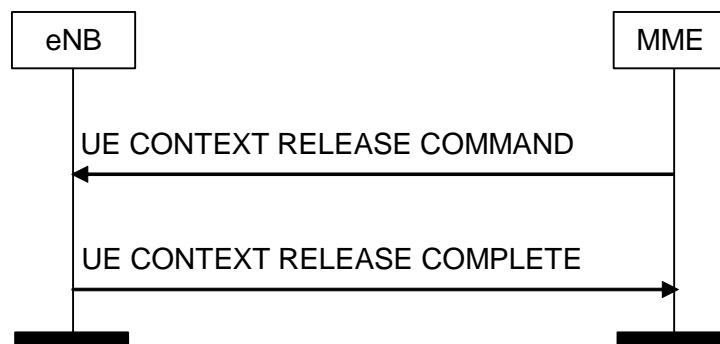 eNB
MME
UE CONTEXT RELEASE COMMAND
UE CONTEXT RELEASE COMPLETE